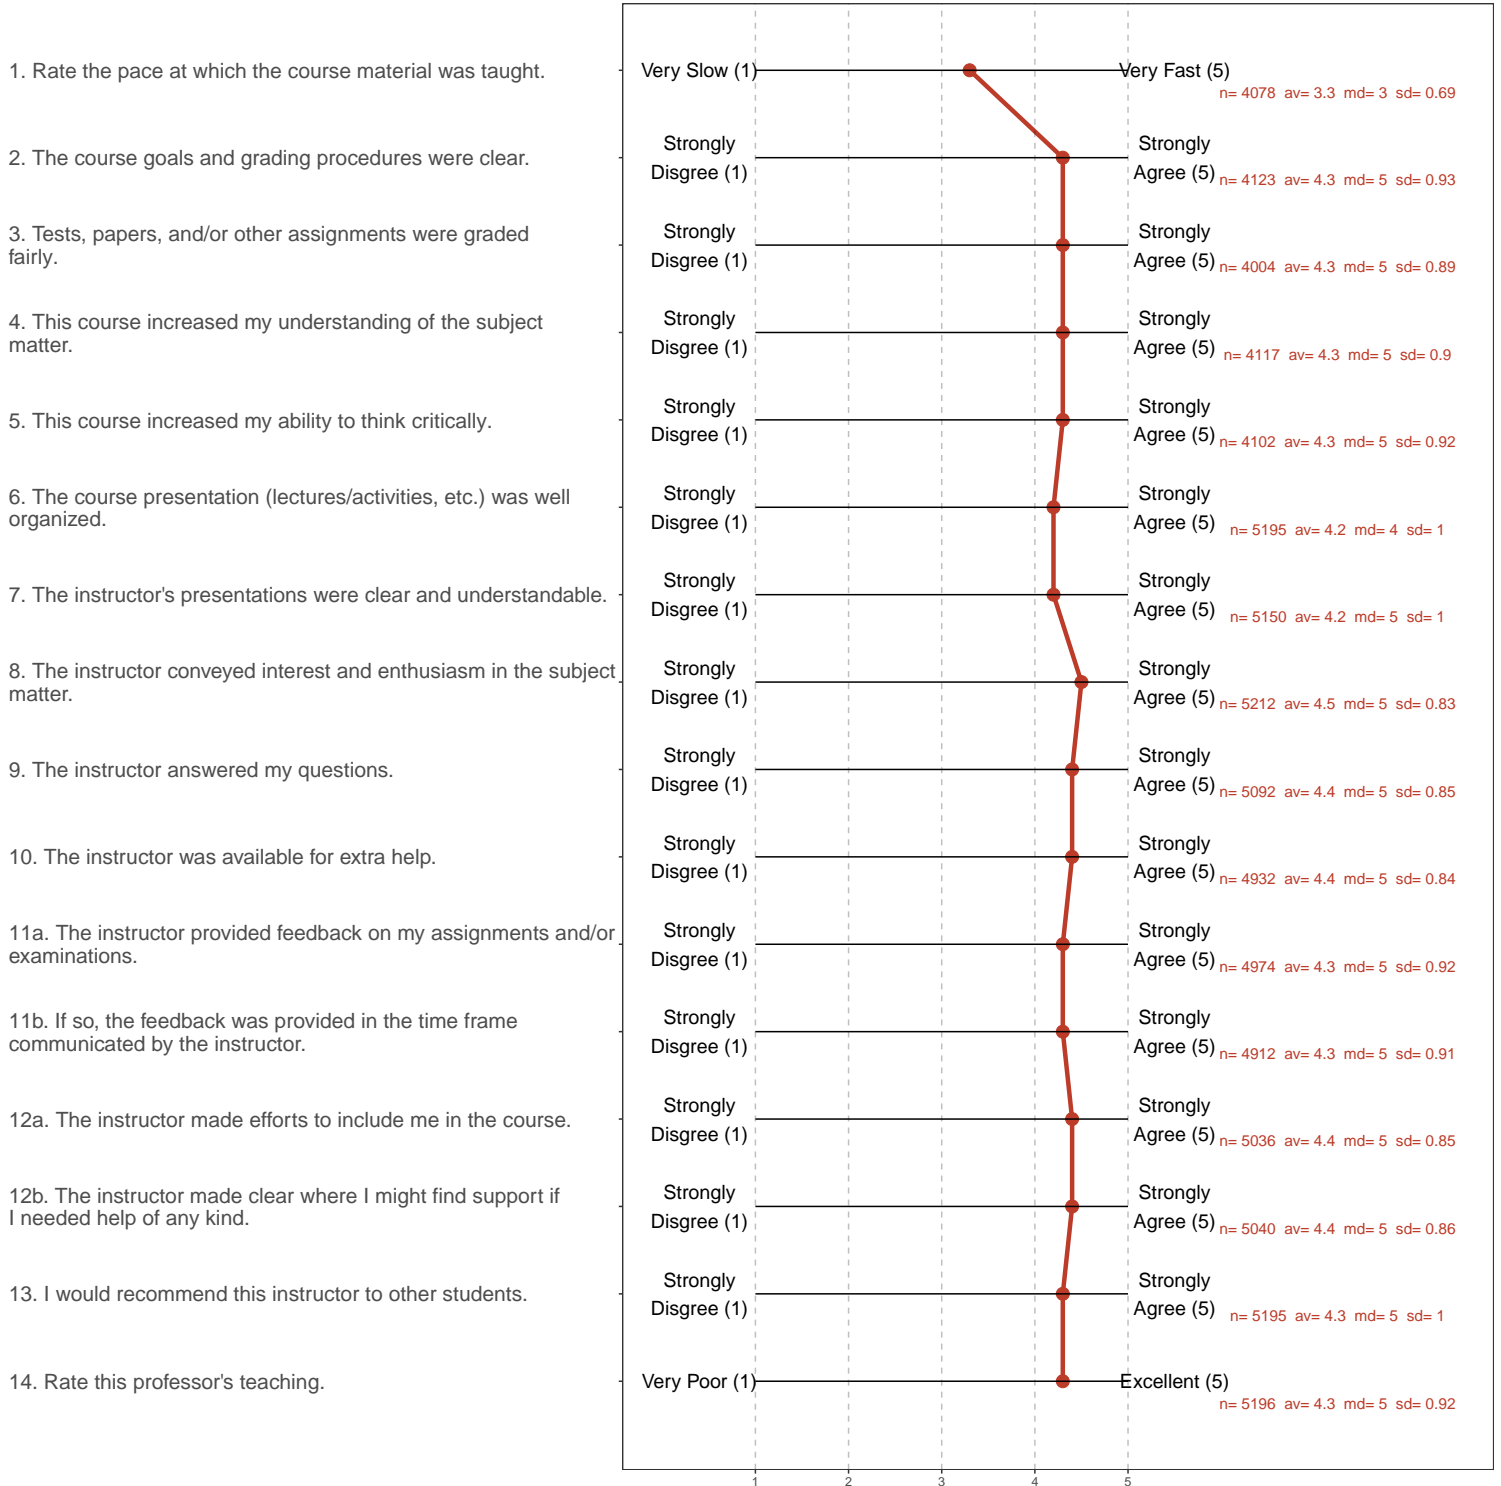 1. Rate the pace at which the course material was taught.
Very Slow (1)
Very Fast (5)
n= 4078 av= 3.3 md= 3 sd= 0.69
2. The course goals and grading procedures were clear.
Strongly
Disgree (1)
Strongly
Agree (5)
n= 4123 av= 4.3 md= 5 sd= 0.93
3. Tests, papers, and/or other assignments were graded
fairly.
Strongly
Disgree (1)
Strongly
Agree (5)
n= 4004 av= 4.3 md= 5 sd= 0.89
4. This course increased my understanding of the subject
matter.
Strongly
Disgree (1)
Strongly
Agree (5)
n= 4117 av= 4.3 md= 5 sd= 0.9
5. This course increased my ability to think critically.
Strongly
Disgree (1)
Strongly
Agree (5)
n= 4102 av= 4.3 md= 5 sd= 0.92
6. The course presentation (lectures/activities, etc.) was well
organized.
Strongly
Disgree (1)
Strongly
Agree (5)
n= 5195 av= 4.2 md= 4 sd= 1
7. The instructor's presentations were clear and understandable.
Strongly
Disgree (1)
Strongly
Agree (5)
n= 5150 av= 4.2 md= 5 sd= 1
8. The instructor conveyed interest and enthusiasm in the subject
matter.
Strongly
Disgree (1)
Strongly
Agree (5)
n= 5212 av= 4.5 md= 5 sd= 0.83
9. The instructor answered my questions.
Strongly
Disgree (1)
Strongly
Agree (5)
n= 5092 av= 4.4 md= 5 sd= 0.85
10. The instructor was available for extra help.
Strongly
Disgree (1)
Strongly
Agree (5)
n= 4932 av= 4.4 md= 5 sd= 0.84
11a. The instructor provided feedback on my assignments and/or
examinations.
Strongly
Disgree (1)
Strongly
Agree (5)
n= 4974 av= 4.3 md= 5 sd= 0.92
11b. If so, the feedback was provided in the time frame
communicated by the instructor.
Strongly
Disgree (1)
Strongly
Agree (5)
n= 4912 av= 4.3 md= 5 sd= 0.91
12a. The instructor made efforts to include me in the course.
Strongly
Disgree (1)
Strongly
Agree (5)
n= 5036 av= 4.4 md= 5 sd= 0.85
12b. The instructor made clear where I might find support if
I needed help of any kind.
Strongly
Disgree (1)
Strongly
Agree (5)
n= 5040 av= 4.4 md= 5 sd= 0.86
13. I would recommend this instructor to other students.
Strongly
Disgree (1)
Strongly
Agree (5)
n= 5195 av= 4.3 md= 5 sd= 1
14. Rate this professor's teaching.
Very Poor (1)
Excellent (5)
n= 5196 av= 4.3 md= 5 sd= 0.92
1 2 3 4 5